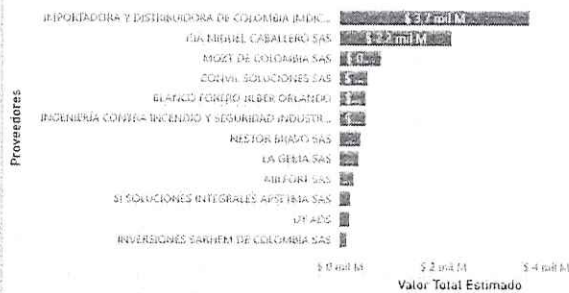 IMPORTADORA Y DISTRIBUIDORA DE COLOMBIA IMDIC... $ 3,7 mil M
CIA MIGUEL CABALLERO SAS $ 2,2 mil M
MOZT DE COLOMBIA SAS $ 0...
CONVIL SOLUCIONES SAS $ ...
BLANCO FORERO HEBER ORLANDO $ ...
INGENIERÍA CONTRA INCENDIO Y SEGURIDAD INDUSTR... $ ...
NESTOR BRAVO SAS
LA GEMA SAS
MILFORT SAS
SI SOLUCIONES INTEGRALES SAS
ADS
INVERSIONES SARHEM DE COLOMBIA SAS
Proveedores
$ 0 mil M $ 2 mil M $ 4 mil M
Valor Total Estimado